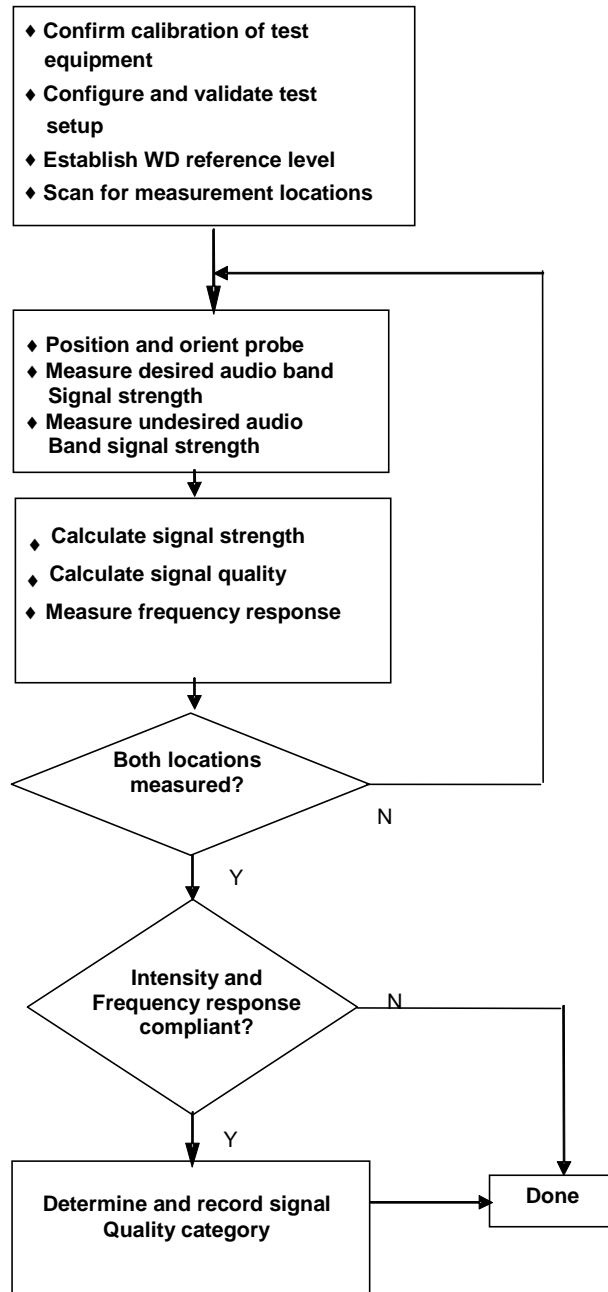 ♦ Confirm calibration of test
equipment
♦ Configure and validate test
setup
♦ Establish WD reference level
♦ Scan for measurement locations
♦ Position and orient probe
♦ Measure desired audio band
Signal strength
♦ Measure undesired audio
Band signal strength
♦ Calculate signal strength
♦ Calculate signal quality
♦ Measure frequency response
Both locations
measured?
N
Y
Intensity and
Frequency response
compliant?
N
Y
Determine and record signal
Quality category
Done